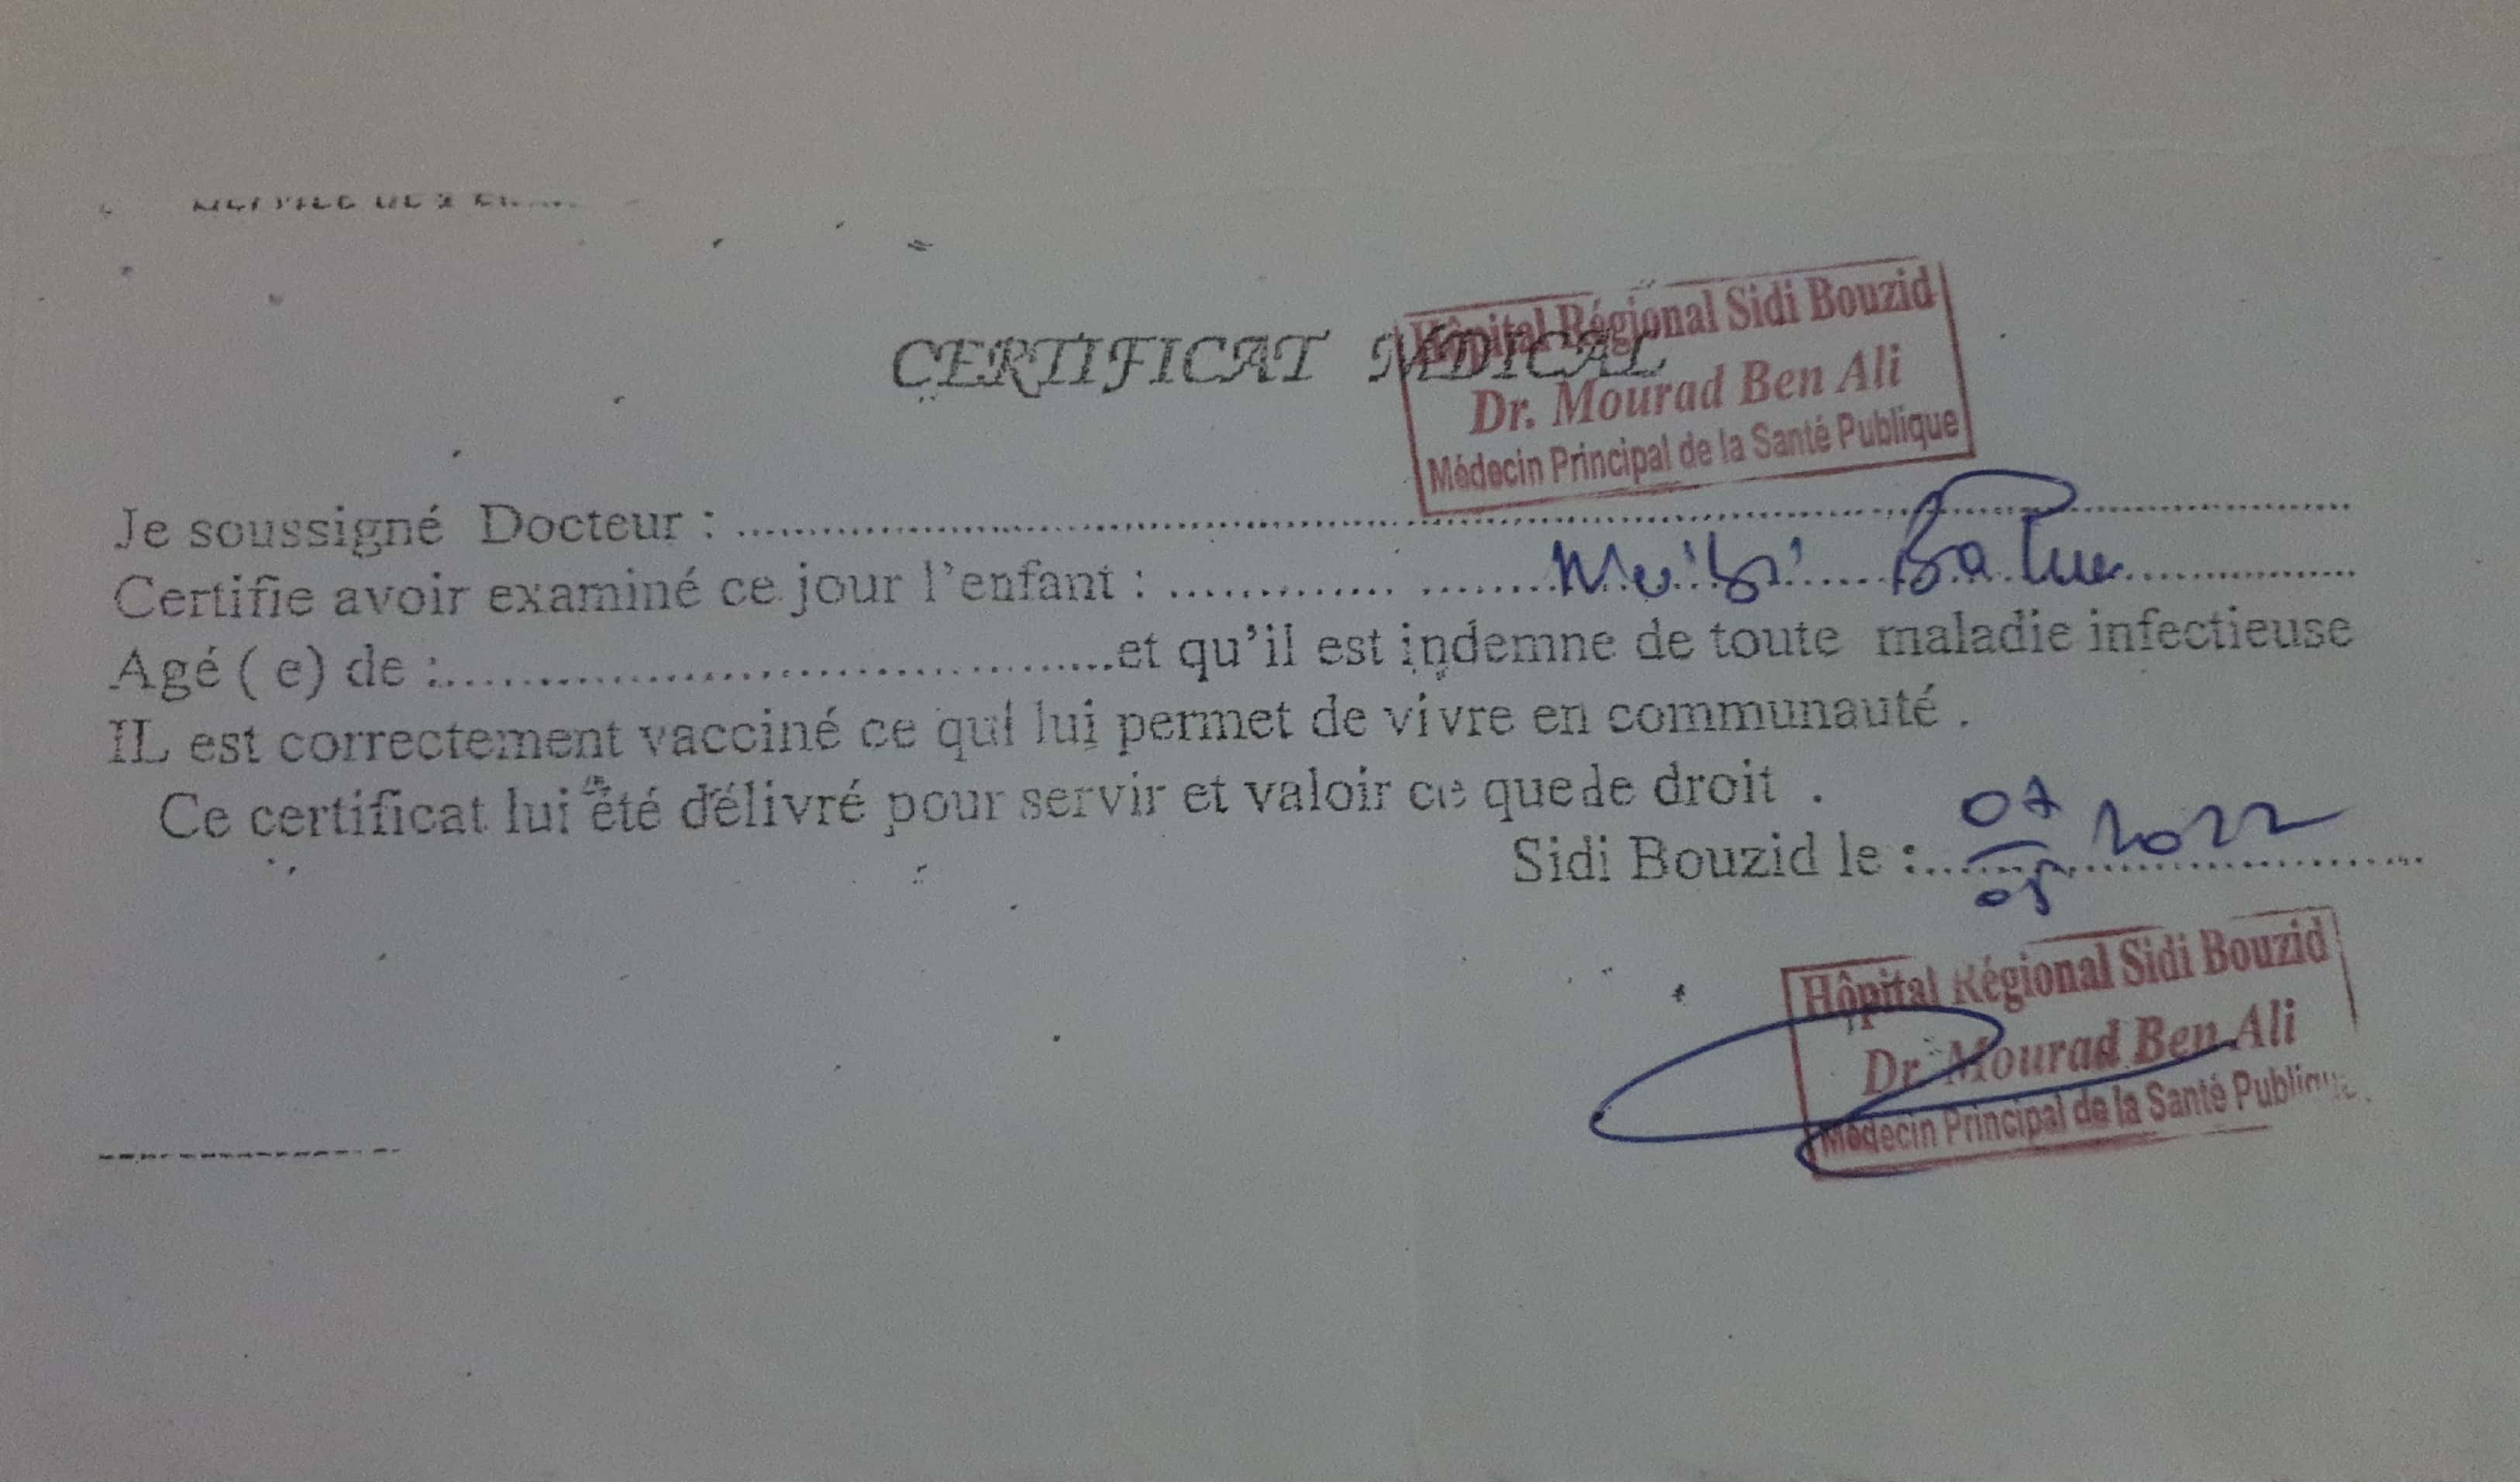 CERTIFICAT MDICAL
Hôpital Régional Sidi Bouzid
Dr. Mourad Ben Ali
Médecin Principal de la Santé Publique
Je soussigné Docteur :
Certifie avoir examiné ce jour l'enfant :
Agé ( e) de : et qu'il est indemne de toute maladie infectieuse
IL est correctement vacciné ce qui lui permet de vivre en communauté .
Ce certificat lui été délivré pour servir et valoir ce que de droit .
Sidi Bouzid le : 07/05 2022
Hôpital Régional Sidi Bouzid
Dr. Mourad Ben Ali
Médecin Principal de la Santé Publique